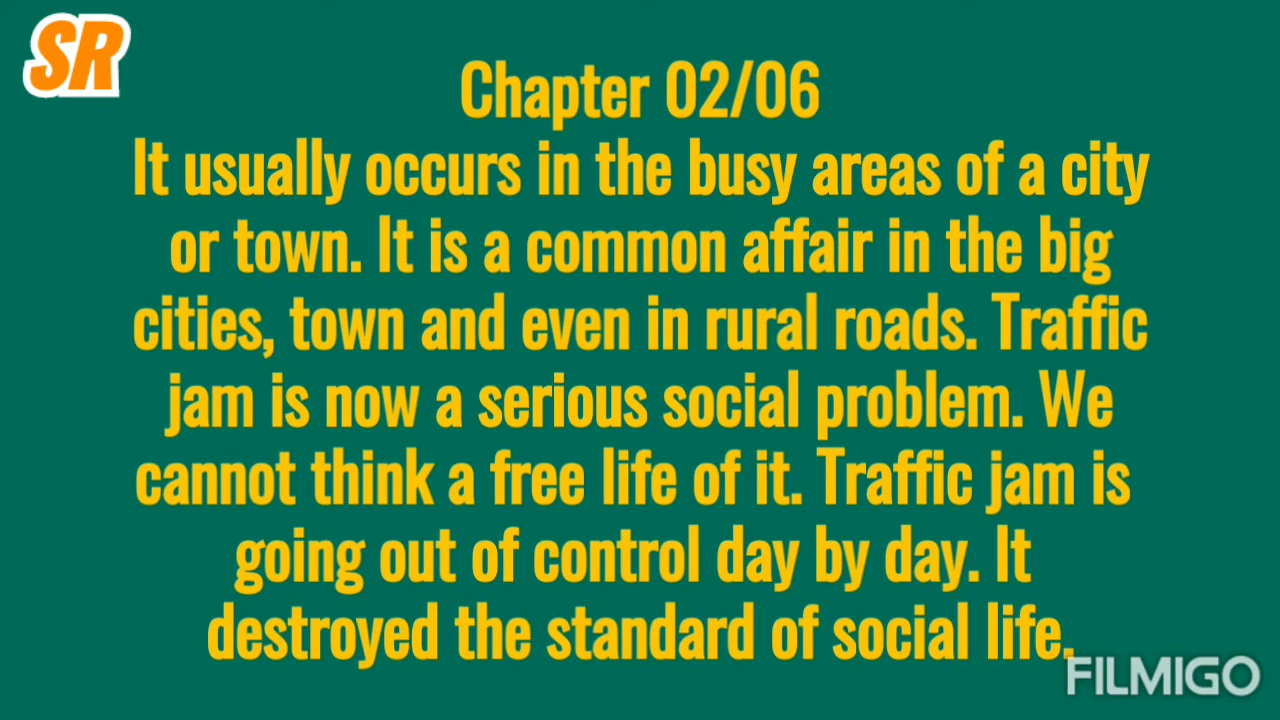 SR
Chapter 02/06
It usually occurs in the busy areas of a city
or town. It is a common affair in the big
cities, town and even in rural roads. Traffic
jam is now a serious social problem. We
cannot think a free life of it. Traffic jam is
going out of control day by day. It
destroyed the standard of social life.
FILMIGO